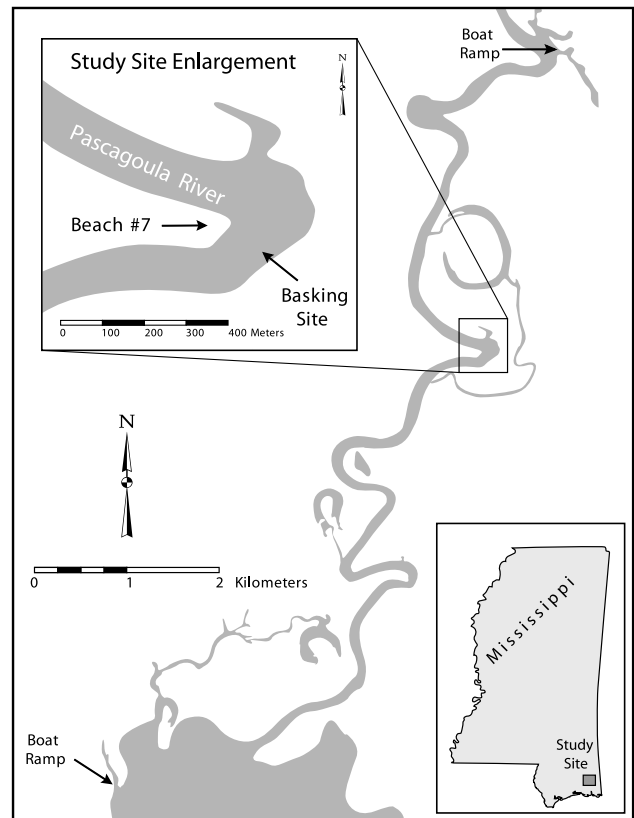 Boat
Ramp
Study Site Enlargement
N
Pascagoula River
Beach #7
Basking
Site
0 100 200 300 400 Meters
N
0 1 2 Kilometers
Mississippi
Study
Site
Boat
Ramp